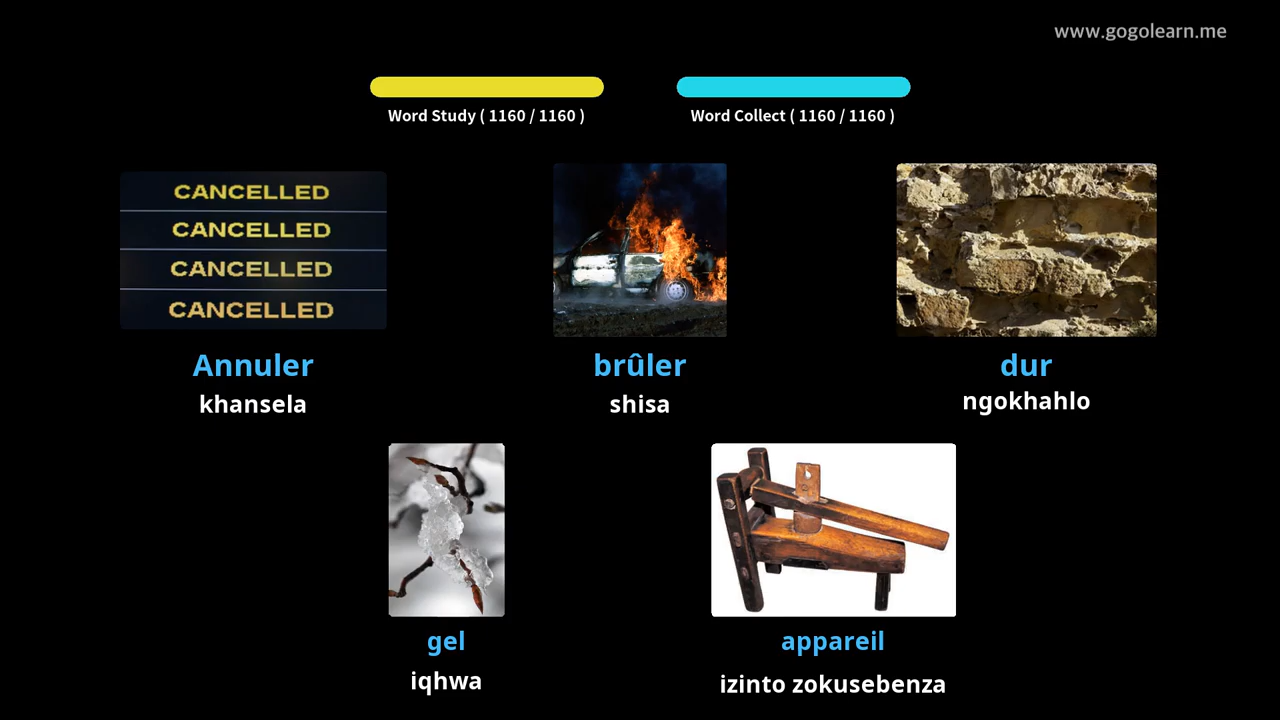 www.gogolearn.me
Word Study ( 1160 / 1160 )
Word Collect ( 1160 / 1160 )
CANCELLED
CANCELLED
CANCELLED
CANCELLED
Annuler
khansela
brûler
shisa
dur
ngokhahlo
gel
iqhwa
appareil
izinto zokusebenza